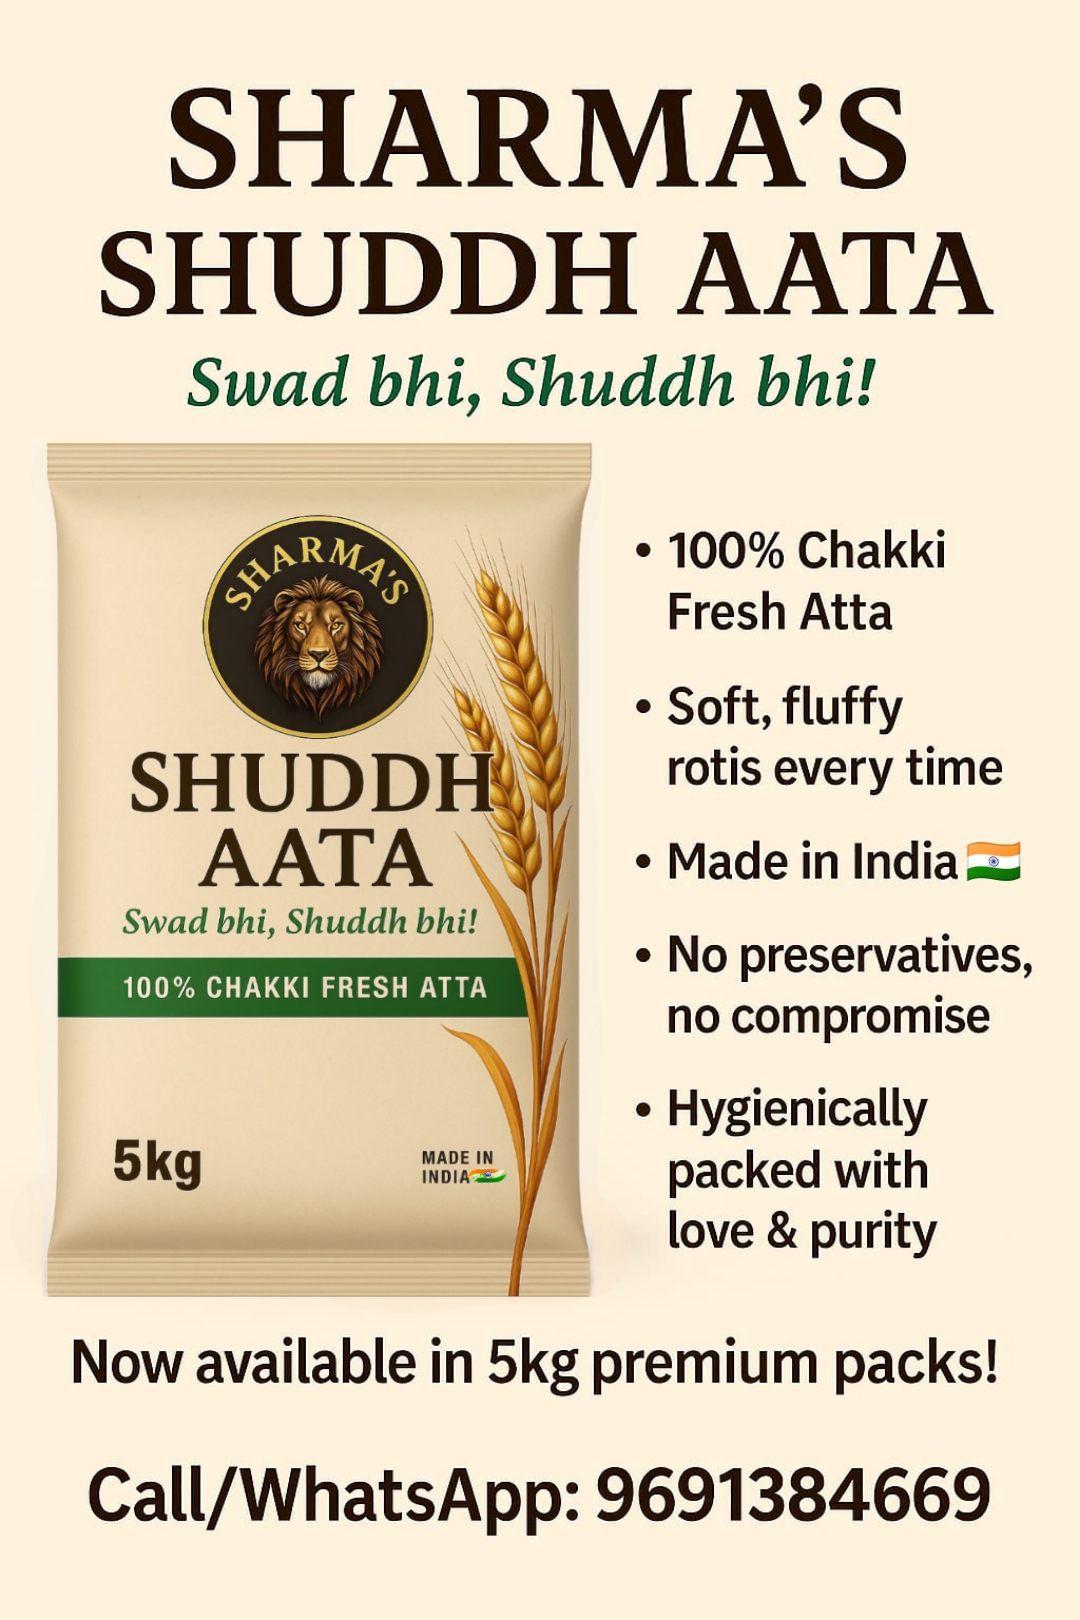 SHARMA'S
SHUDDH AATA
Swad bhi, Shuddh bhi!
SHARMA'S
SHUDDH
AATA
Swad bhi, Shuddh bhi!
100% CHAKKI FRESH ATTA
5kg
MADE IN
INDIA
• 100% Chakki
Fresh Atta
• Soft, fluffy
rotis every time
• Made in India🇮🇳
• No preservatives,
no compromise
• Hygienically
packed with
love & purity
Now available in 5kg premium packs!
Call/WhatsApp: 9691384669